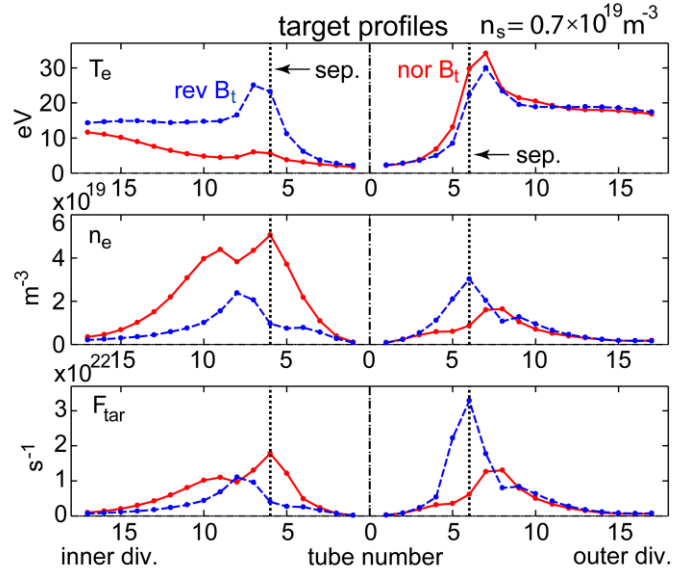 target profiles n_s = 0.7×10^19 m^-3
T_e
rev B_t
sep.
nor B_t
sep.
eV
30
20
10
0
15 10 5 0 5 10 15
×10^19
n_e
m^-3
6
4
2
0
15 10 5 0 5 10 15
×10^22
F_tar
s^-1
3
2
1
0
15 10 5 0 5 10 15
inner div. tube number outer div.